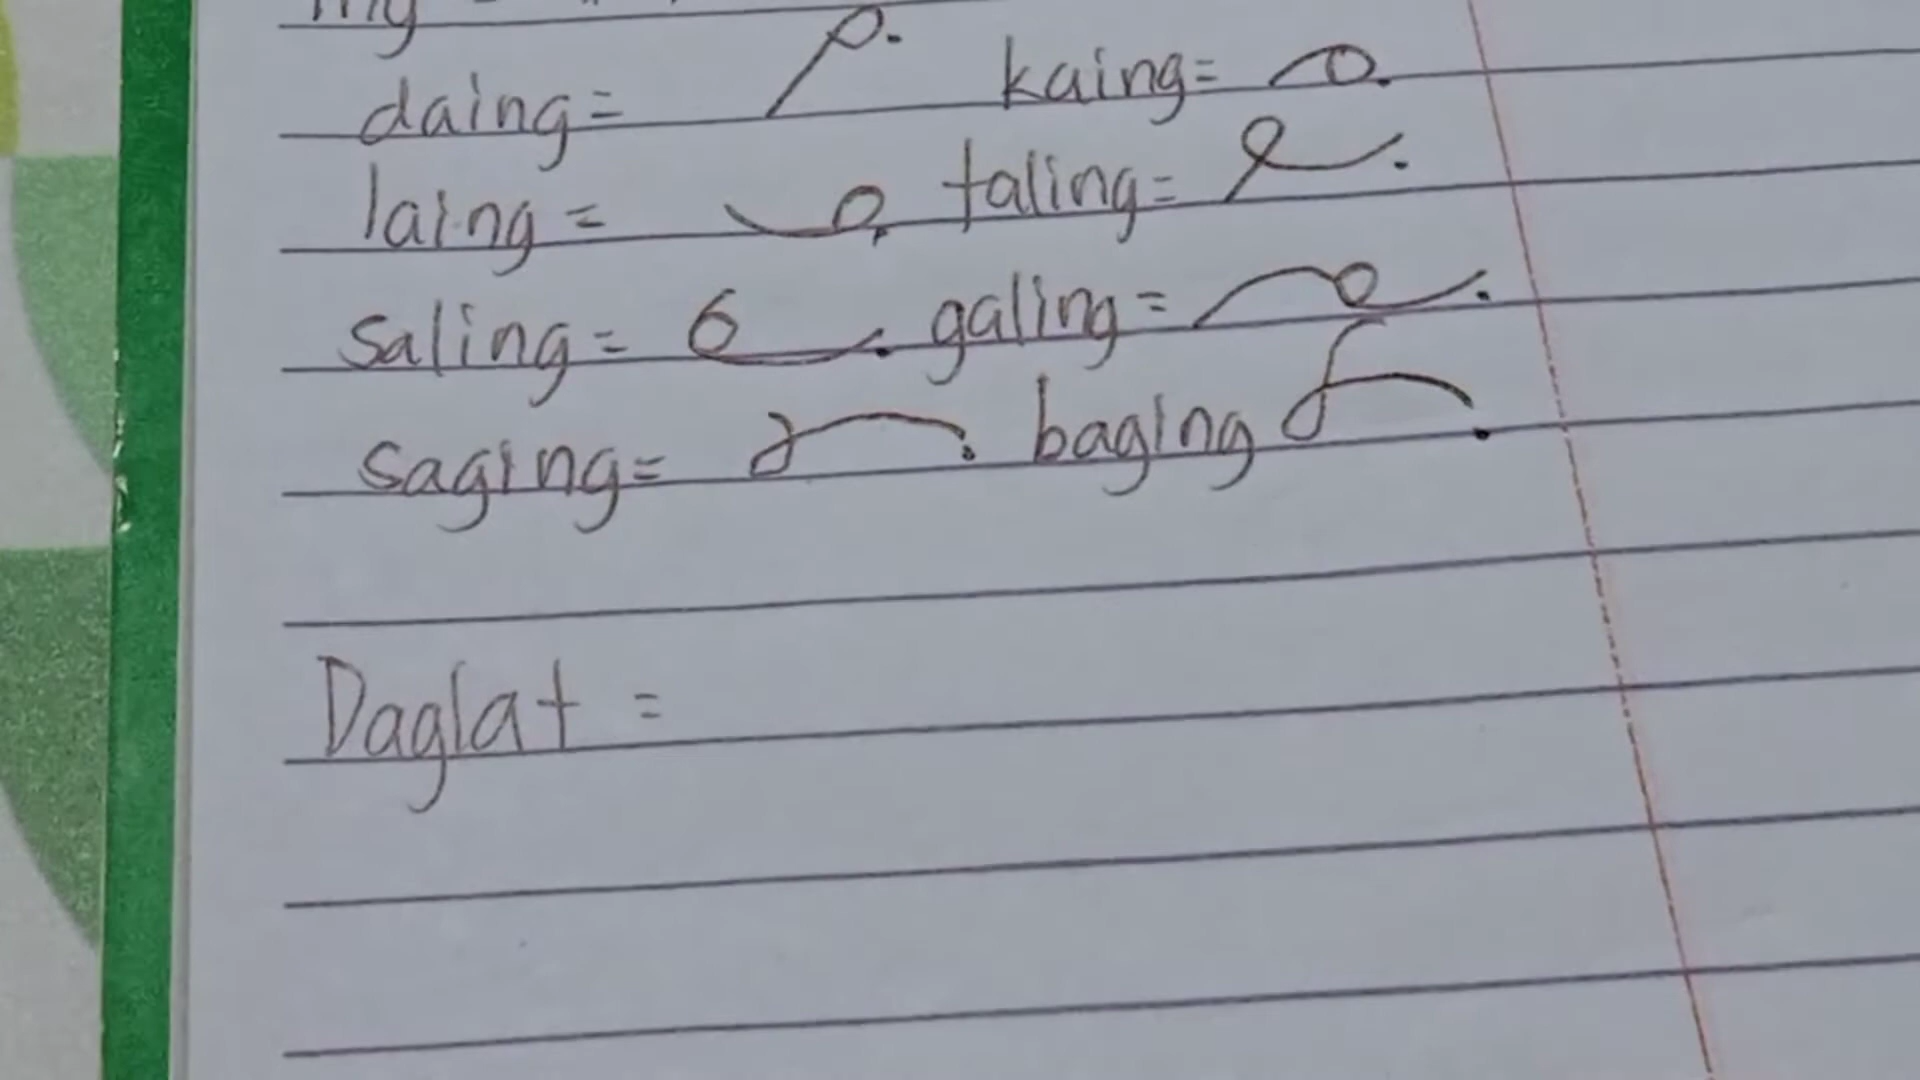 daing= kaing=
laing = taling=
saling= galing=
saging= baging
Daglat =